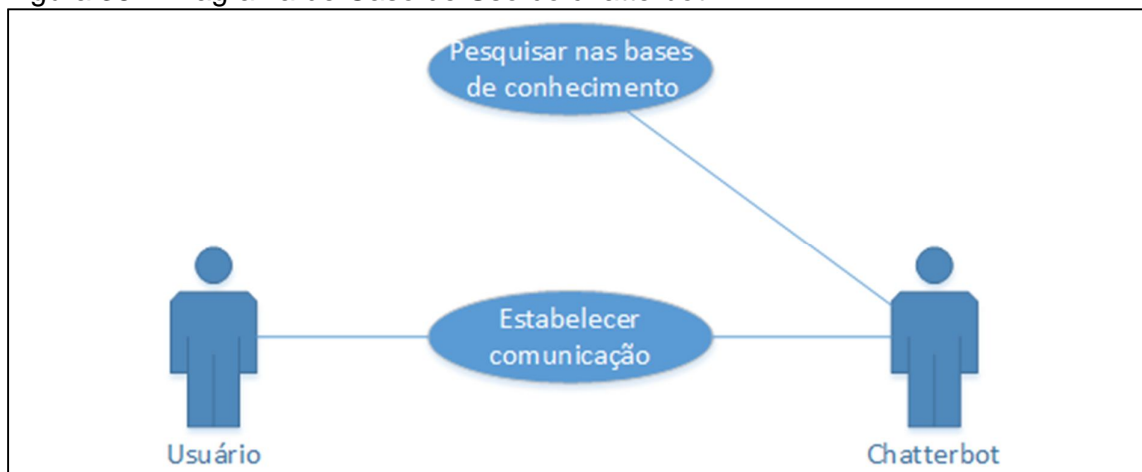 Pesquisar nas bases
de conhecimento
Estabelecer
comunicação
Usuário
Chatterbot